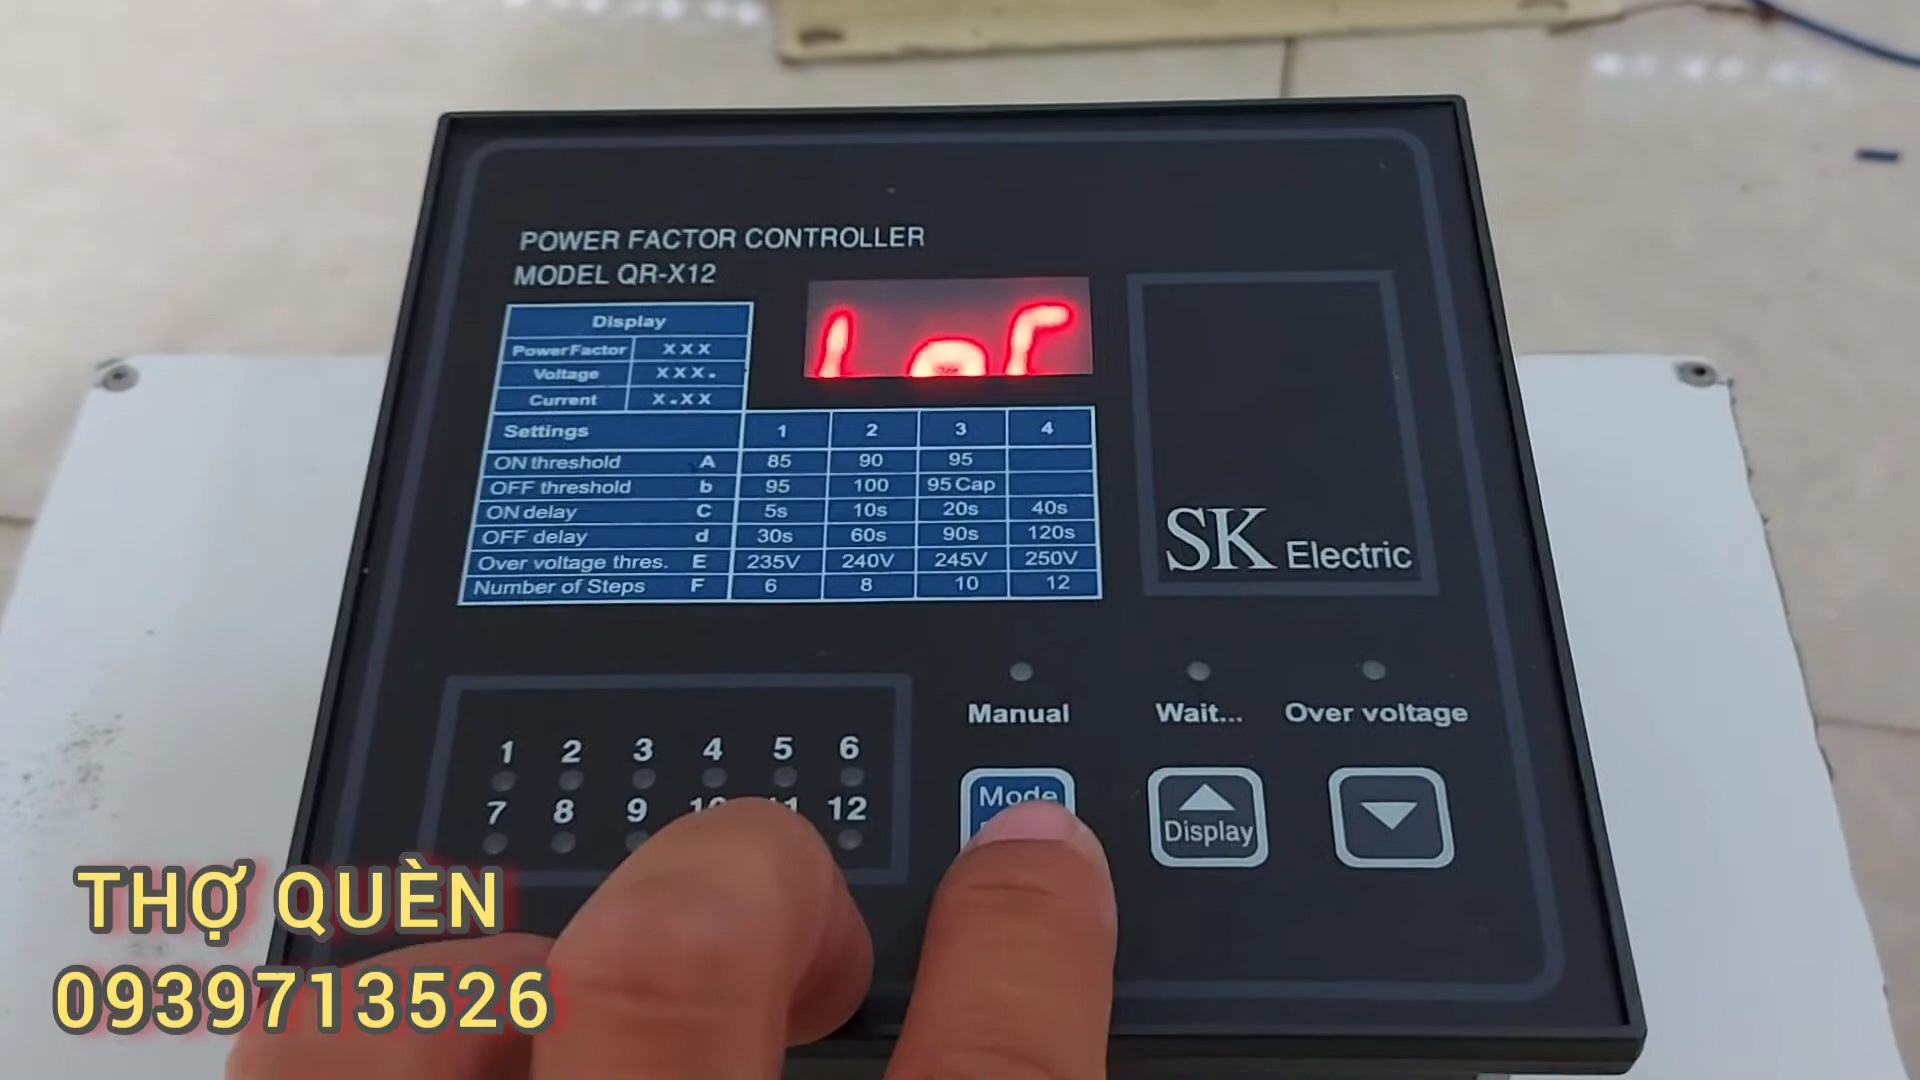 POWER FACTOR CONTROLLER
MODEL QR-X12
Display
Power Factor XXX
Voltage XXX.
Current X.XX
Settings 1 2 3 4
ON threshold A 85 90 95
OFF threshold b 95 100 95 Cap
ON delay C 5s 10s 20s 40s
OFF delay d 30s 60s 90s 120s
Over voltage thres. E 235V 240V 245V 250V
Number of Steps F 6 8 10 12
SK Electric
Manual Wait... Over voltage
1 2 3 4 5 6
7 8 9 10 11 12
Mode
Display
THỢ QUÈN
0939713526